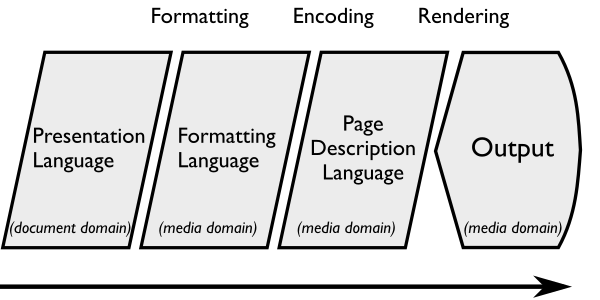 Formatting Encoding Rendering
Presentation
Language
(document domain)
Formatting
Language
(media domain)
Page
Description
Language
(media domain)
Output
(media domain)